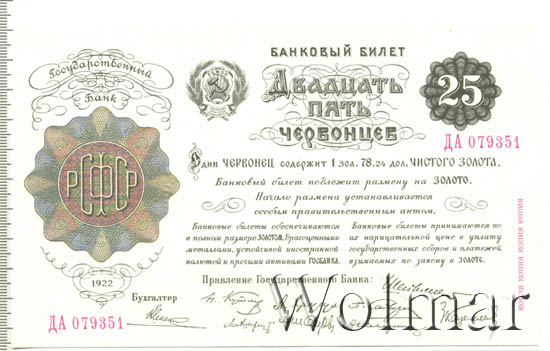 Государственный
Банк
РСФСР
1922
Бухгалтер
ДА 079351
БАНКОВЫЙ БИЛЕТ
Двадцать
пять
червонцев
25
ДА 079351
Один ЧЕРВОНЕЦ содержит 1 зол. 78.24 дол. ЧИСТОГО ЗОЛОТА.
Банковый билет подлежит размену на ЗОЛОТО.
Начало размена устанавливается
особым правительственным актом.
Банковые билеты обеспечиваются
в полном размере ЗОЛОТОМ, драгоценными
металлами, устойчивой иностранной
валютой и прочими активами ГОСБАНКА.
Банковые билеты принимаются по
их нарицательной цене в уплату
государственных сборов и платежей
взимаемых по закону в ЗОЛОТЕ.
Правление Государственного Банка:
копия копия копия копия
Wolmar